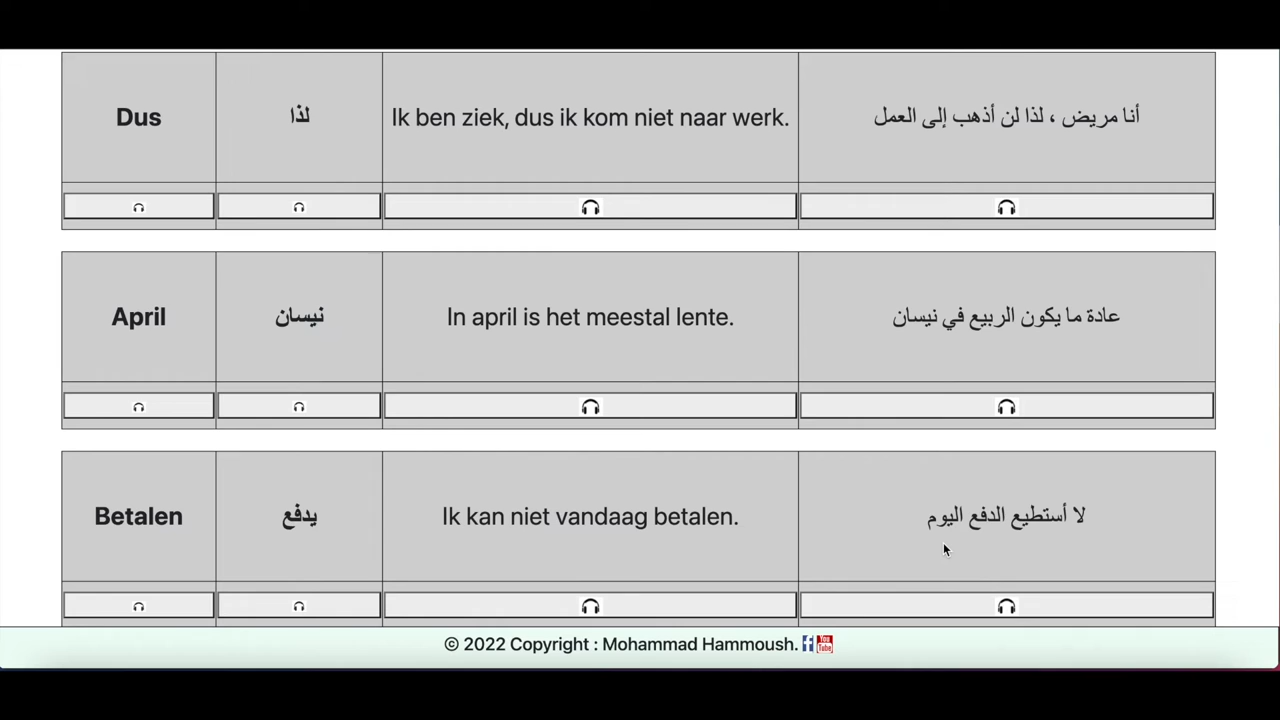 Dus
لذا
Ik ben ziek, dus ik kom niet naar werk.
أنا مريض ، لذا لن أذهب إلى العمل
April
نيسان
In april is het meestal lente.
عادة ما يكون الربيع في نيسان
Betalen
يدفع
Ik kan niet vandaag betalen.
لا أستطيع الدفع اليوم
© 2022 Copyright : Mohammad Hammoush.
You Tube